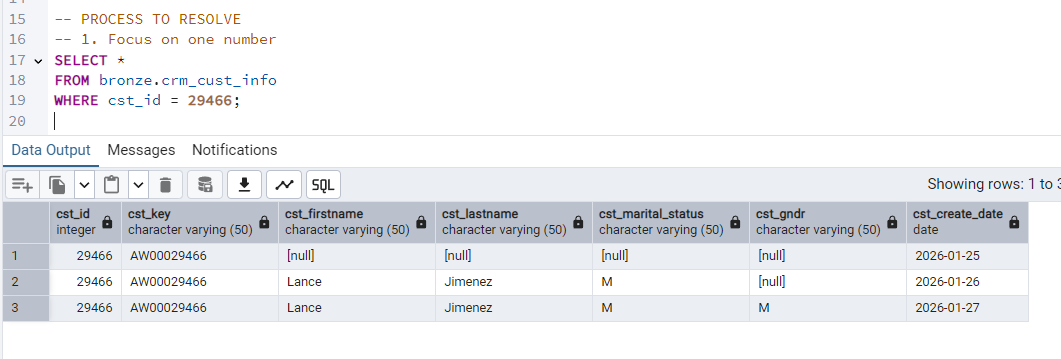 15 -- PROCESS TO RESOLVE
16 -- 1. Focus on one number
17 SELECT *
18 FROM bronze.crm_cust_info
19 WHERE cst_id = 29466;
20
Data Output Messages Notifications
SQL
Showing rows: 1 to
cst_id cst_key cst_firstname cst_lastname cst_marital_status cst_gndr cst_create_date
integer character varying (50) character varying (50) character varying (50) character varying (50) character varying (50) date
1 29466 AW00029466 [null] [null] [null] [null] 2026-01-25
2 29466 AW00029466 Lance Jimenez M [null] 2026-01-26
3 29466 AW00029466 Lance Jimenez M M 2026-01-27